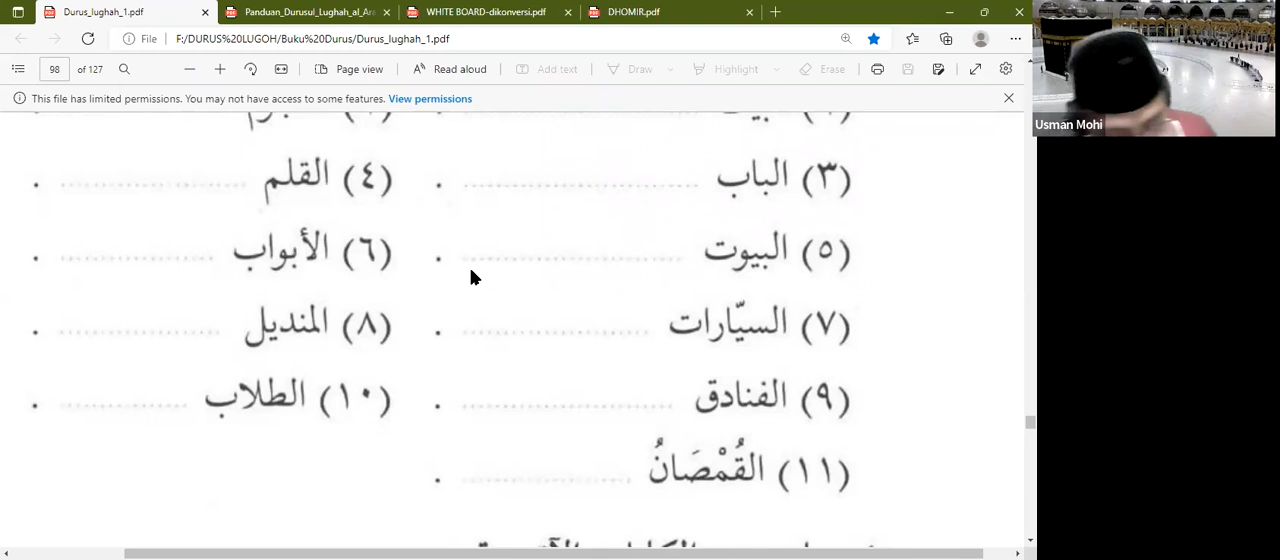 Durus_lughah_1.pdf
Panduan_Durusul_Lughah_al_Ara
WHITE BOARD-dikonversi.pdf
DHOMIR.pdf
File
F:/DURUS%20LUGOH/Buku%20Durus/Durus_lughah_1.pdf
98 of 127
Page view
Read aloud
Add text
Draw
Highlight
Erase
This file has limited permissions. You may not have access to some features. View permissions
Usman Mohi
(٣) الباب .......... . (٤) القلم .......... .
(٥) البيوت .......... . (٦) الأبواب .......... .
(٧) السيّارات .......... . (٨) المنديل .......... .
(٩) الفنادق .......... . (١٠) الطلاب .......... .
(١١) القُمْصَانُ .......... .